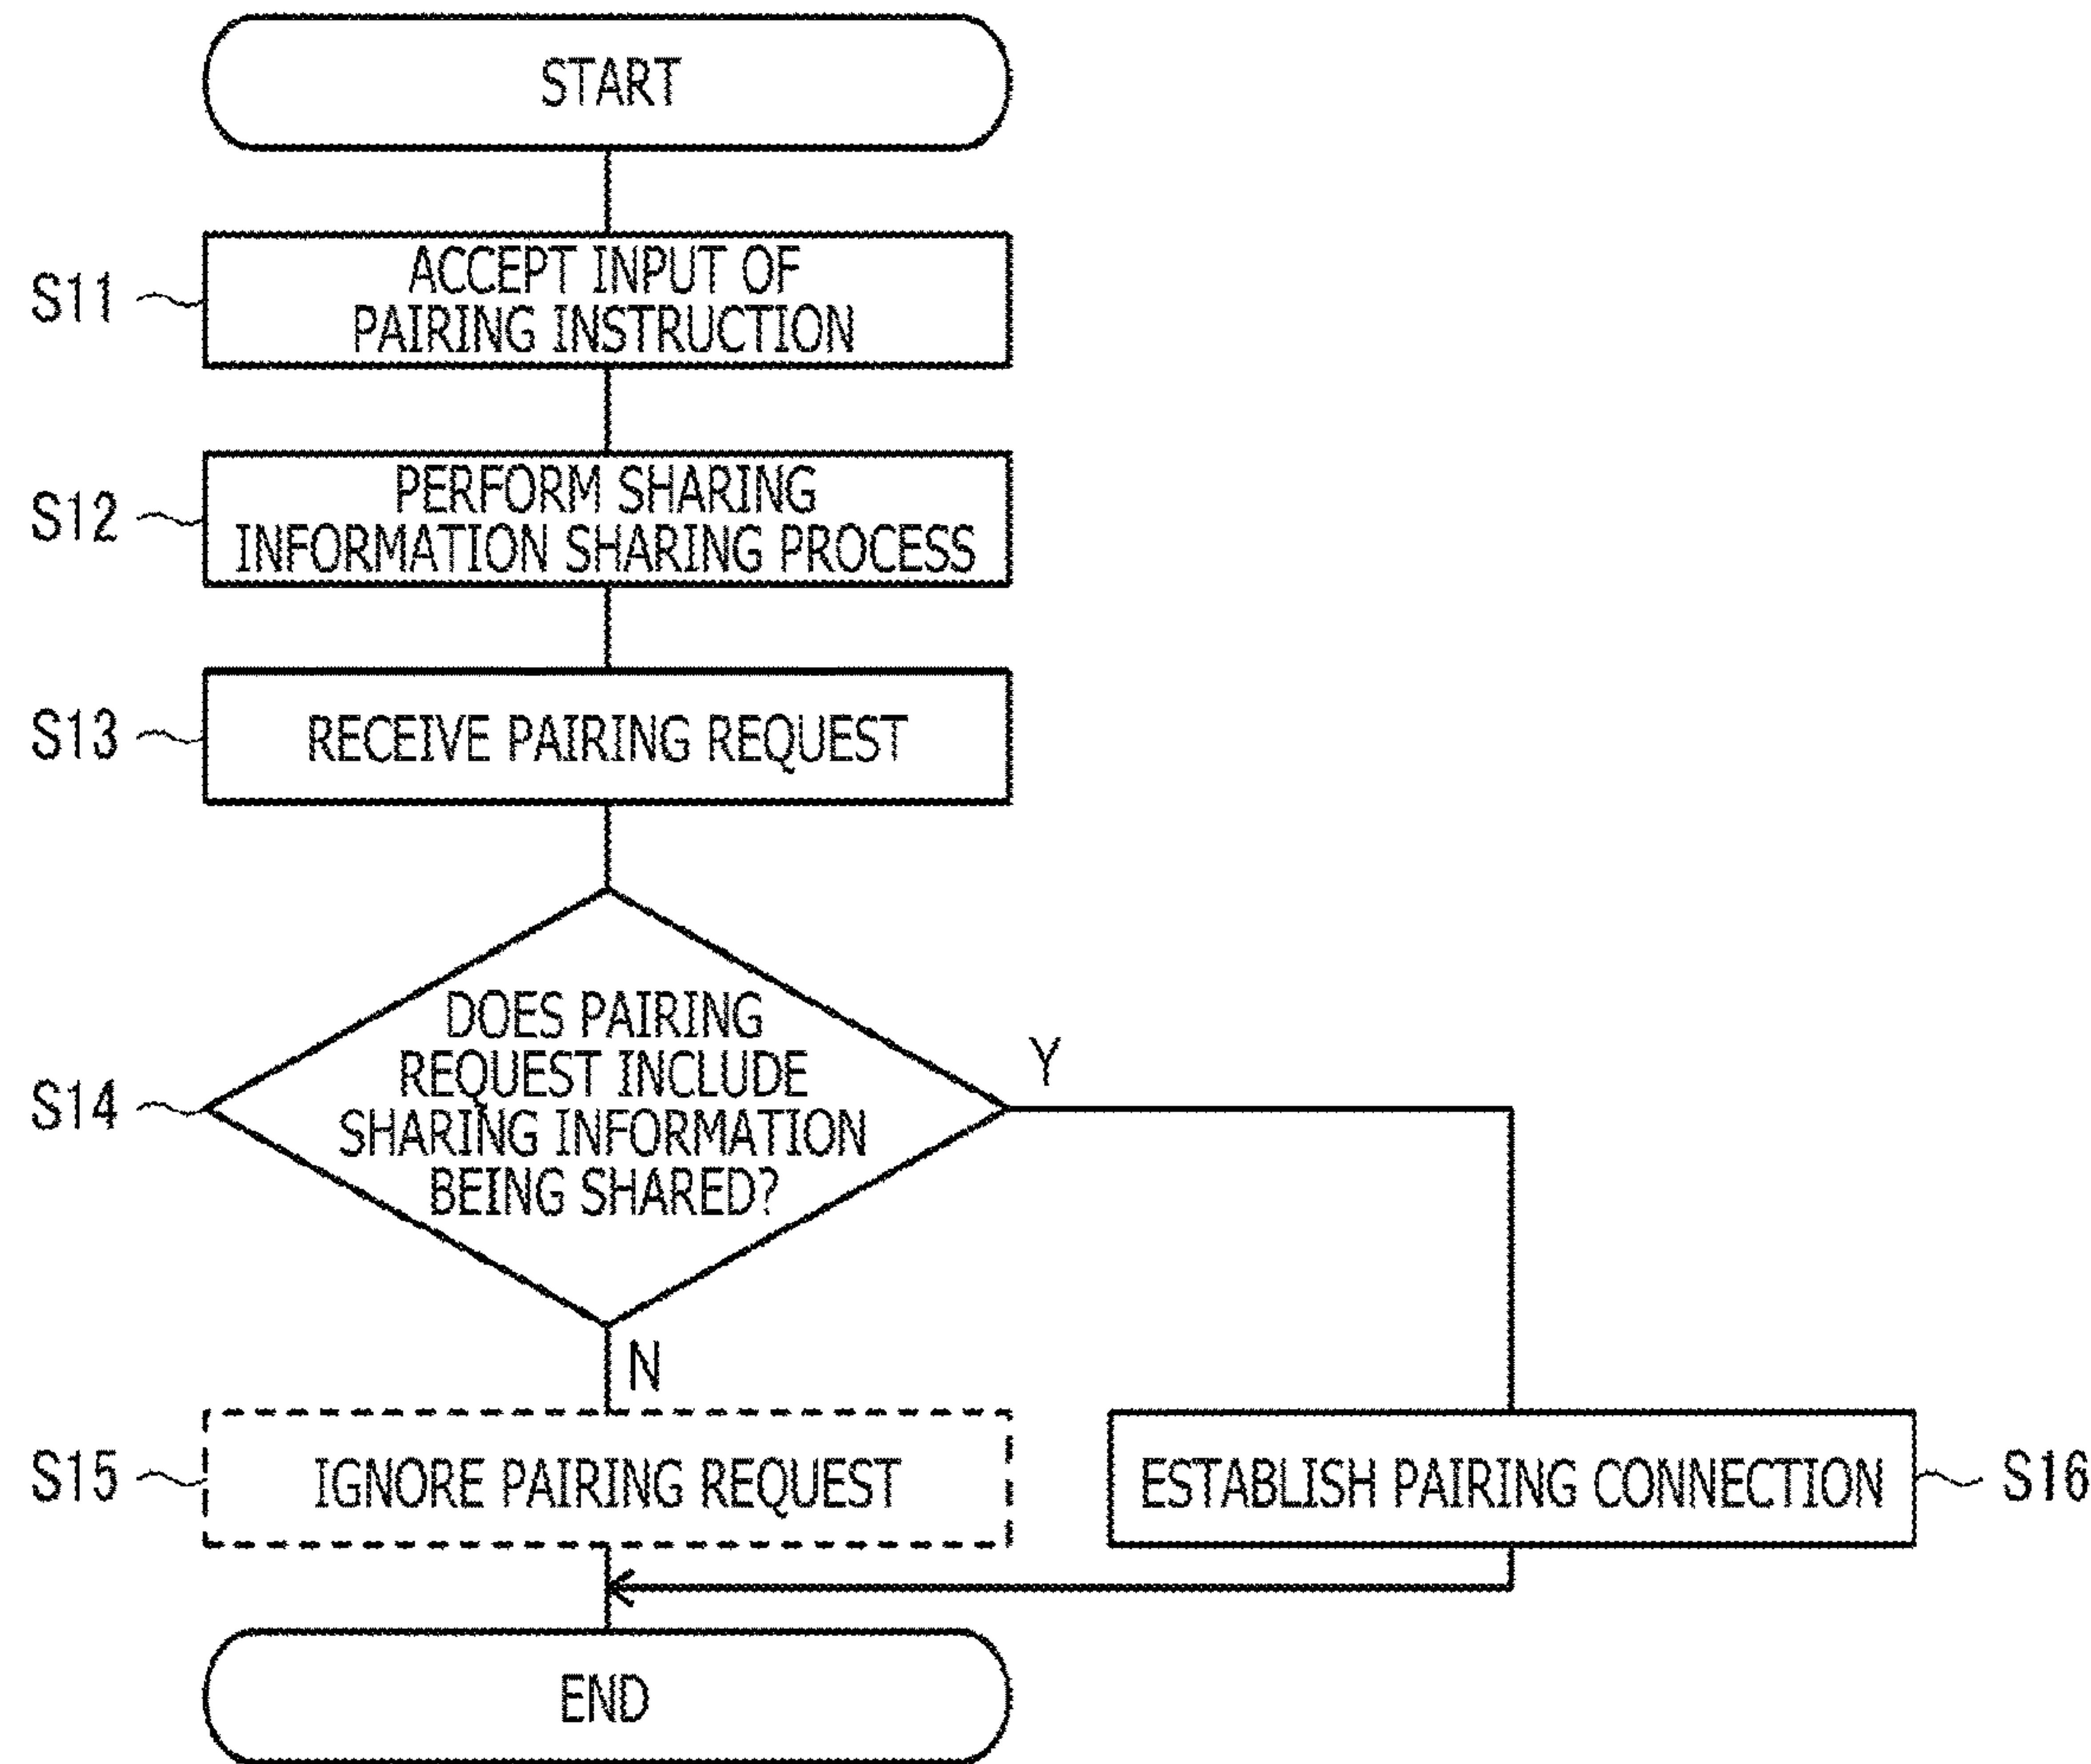 START
S11
ACCEPT INPUT OF
PAIRING INSTRUCTION
S12
PERFORM SHARING
INFORMATION SHARING PROCESS
S13
RECEIVE PAIRING REQUEST
S14
DOES PAIRING
REQUEST INCLUDE
SHARING INFORMATION
BEING SHARED?
Y
N
S15
IGNORE PAIRING REQUEST
ESTABLISH PAIRING CONNECTION
S16
END